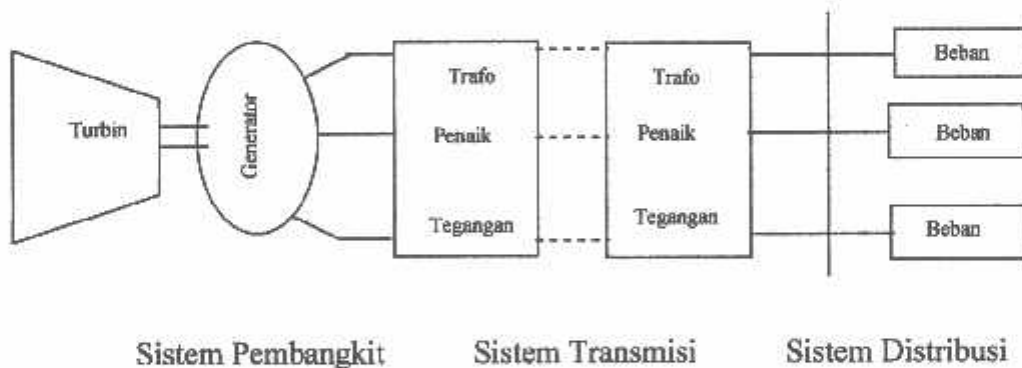 Turbin
Generator
Trafo
Penaik
Tegangan
Trafo
Penaik
Tegangan
Beban
Beban
Beban
Sistem Pembangkit
Sistem Transmisi
Sistem Distribusi